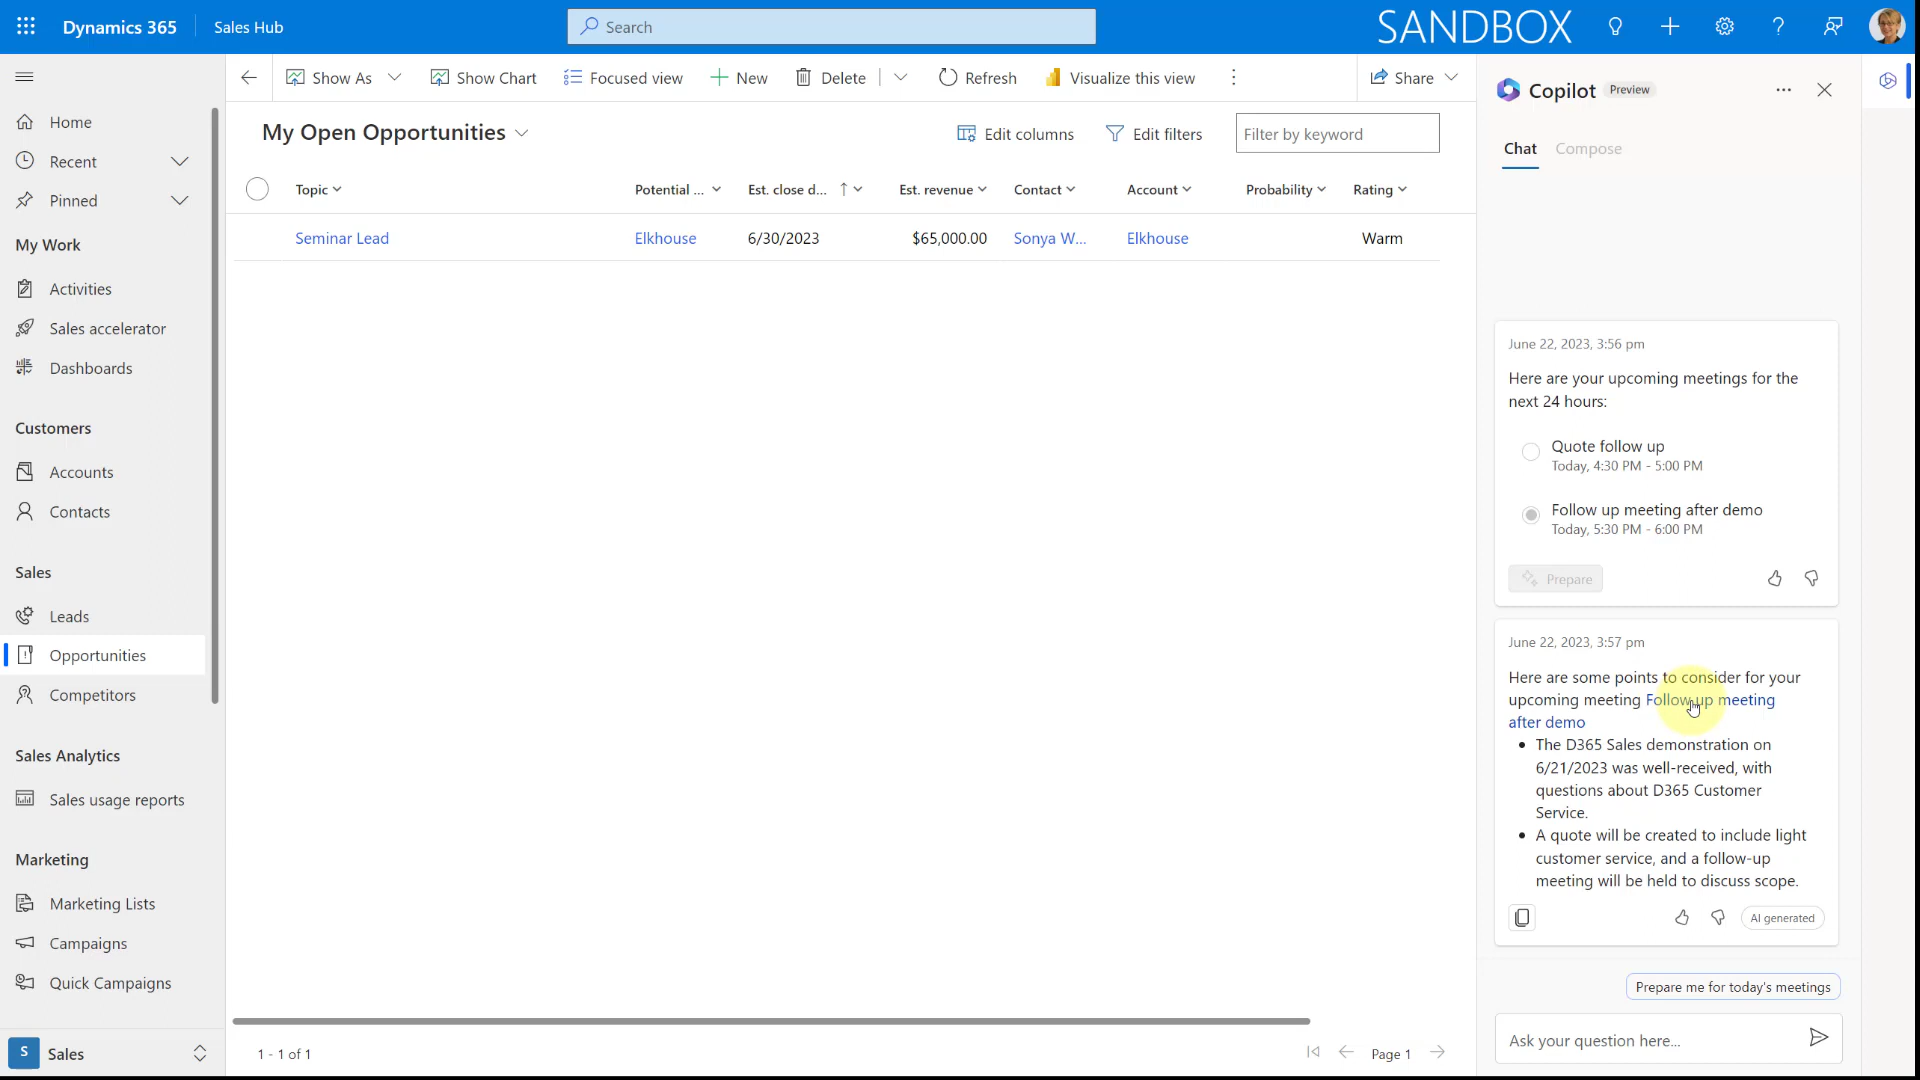 Dynamics 365
Sales Hub
Search
SANDBOX
Show As
Show Chart
Focused view
New
Delete
Refresh
Visualize this view
Share
Home
Recent
Pinned
My Work
Activities
Sales accelerator
Dashboards
Customers
Accounts
Contacts
Sales
Leads
Opportunities
Competitors
Sales Analytics
Sales usage reports
Marketing
Marketing Lists
Campaigns
Quick Campaigns
S
Sales
My Open Opportunities
Edit columns
Edit filters
Filter by keyword
Topic
Potential ...
Est. close d...
Est. revenue
Contact
Account
Probability
Rating
Seminar Lead
Elkhouse
6/30/2023
$65,000.00
Sonya W...
Elkhouse
Warm
1 - 1 of 1
Page 1
Copilot
Preview
Chat
Compose
June 22, 2023, 3:56 pm
Here are your upcoming meetings for the
next 24 hours:
Quote follow up
Today, 4:30 PM - 5:00 PM
Follow up meeting after demo
Today, 5:30 PM - 6:00 PM
Prepare
June 22, 2023, 3:57 pm
Here are some points to consider for your
upcoming meeting Follow up meeting
after demo
• The D365 Sales demonstration on
6/21/2023 was well-received, with
questions about D365 Customer
Service.
• A quote will be created to include light
customer service, and a follow-up
meeting will be held to discuss scope.
AI generated
Prepare me for today's meetings
Ask your question here...